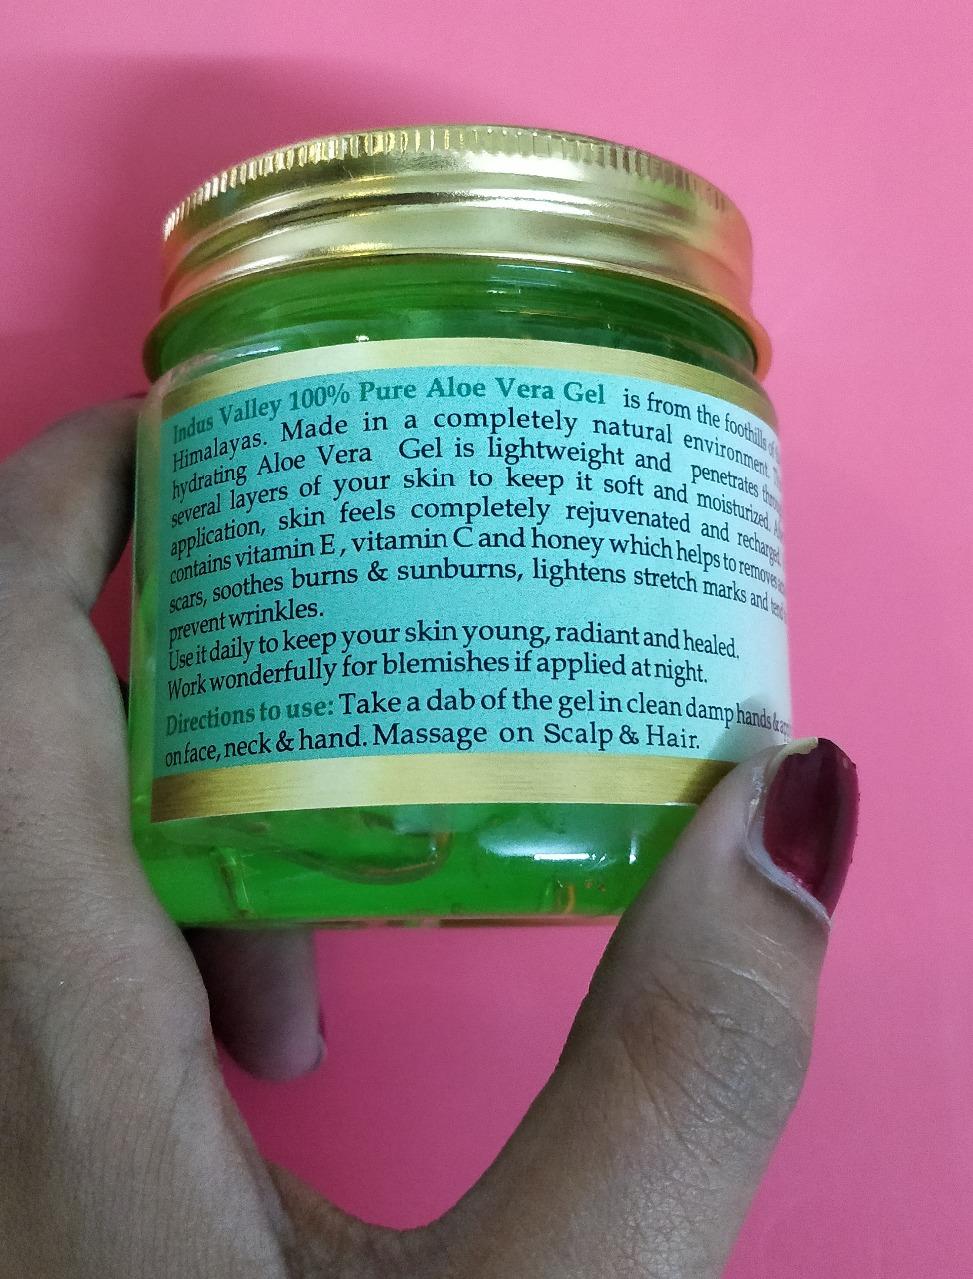 Indus Valley 100% Pure Aloe Vera Gel is from the foothills of
Himalayas. Made in a completely natural environment.
hydrating Aloe Vera Gel is lightweight and penetrates
several layers of your skin to keep it soft and moisturized.
application, skin feels completely rejuvenated and recharged.
contains vitamin E , vitamin C and honey which helps to removes
scars, soothes burns & sunburns, lightens stretch marks and
prevent wrinkles.
Use it daily to keep your skin young, radiant and healed.
Work wonderfully for blemishes if applied at night.
Directions to use: Take a dab of the gel in clean damp hands &
on face, neck & hand. Massage on Scalp & Hair.